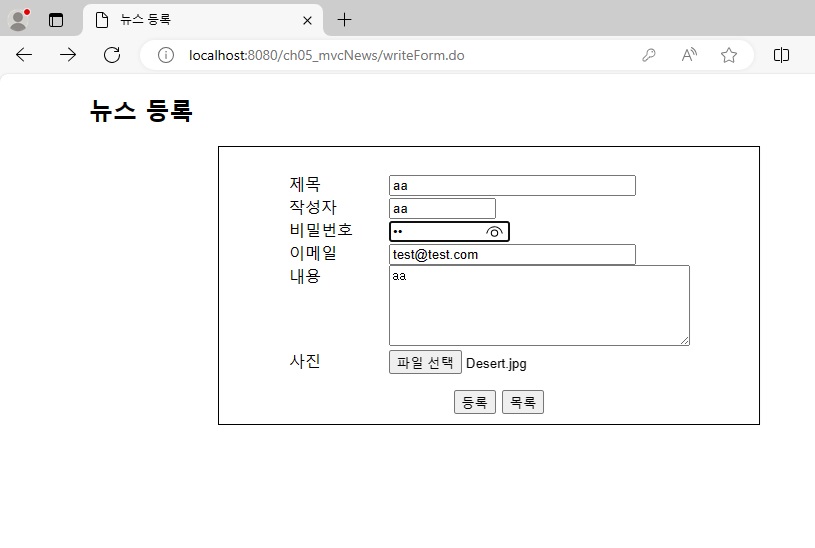 뉴스 등록
localhost:8080/ch05_mvcNews/writeForm.do
뉴스 등록
제목 aa
작성자 aa
비밀번호 ••
이메일 test@test.com
내용 aa
사진 파일 선택 Desert.jpg
등록 목록